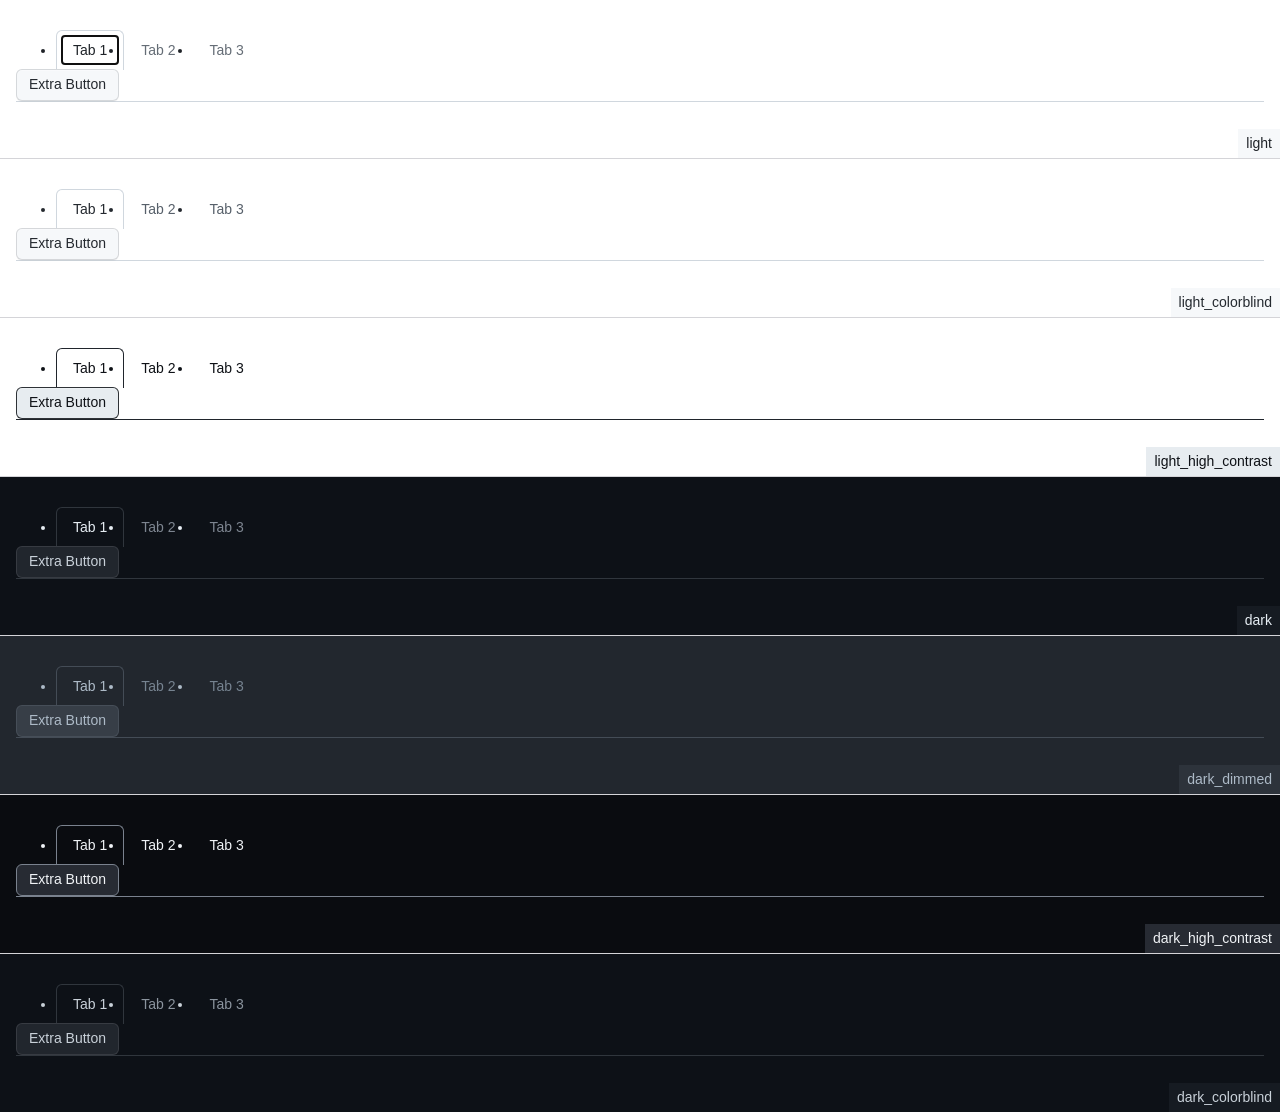 • Tab 1 • Tab 2 • Tab 3
Extra Button
light
• Tab 1 • Tab 2 • Tab 3
Extra Button
light_colorblind
• Tab 1 • Tab 2 • Tab 3
Extra Button
light_high_contrast
• Tab 1 • Tab 2 • Tab 3
Extra Button
dark
• Tab 1 • Tab 2 • Tab 3
Extra Button
dark_dimmed
• Tab 1 • Tab 2 • Tab 3
Extra Button
dark_high_contrast
• Tab 1 • Tab 2 • Tab 3
Extra Button
dark_colorblind